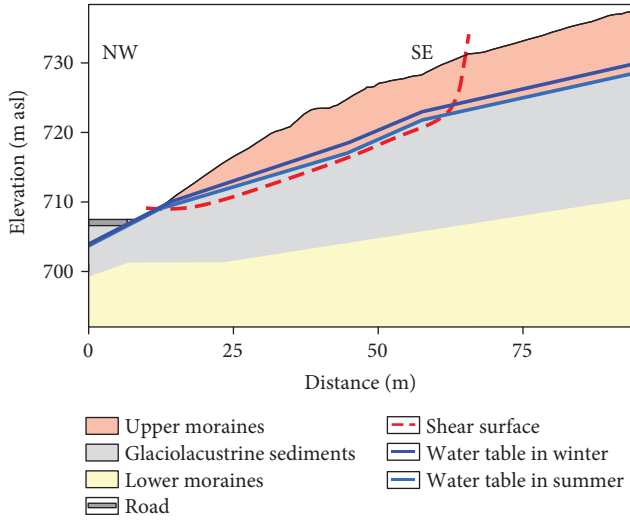 NW
SE
730
720
710
700
Elevation (m asl)
0
25
50
75
Distance (m)
Upper moraines
Glaciolacustrine sediments
Lower moraines
Road
Shear surface
Water table in winter
Water table in summer